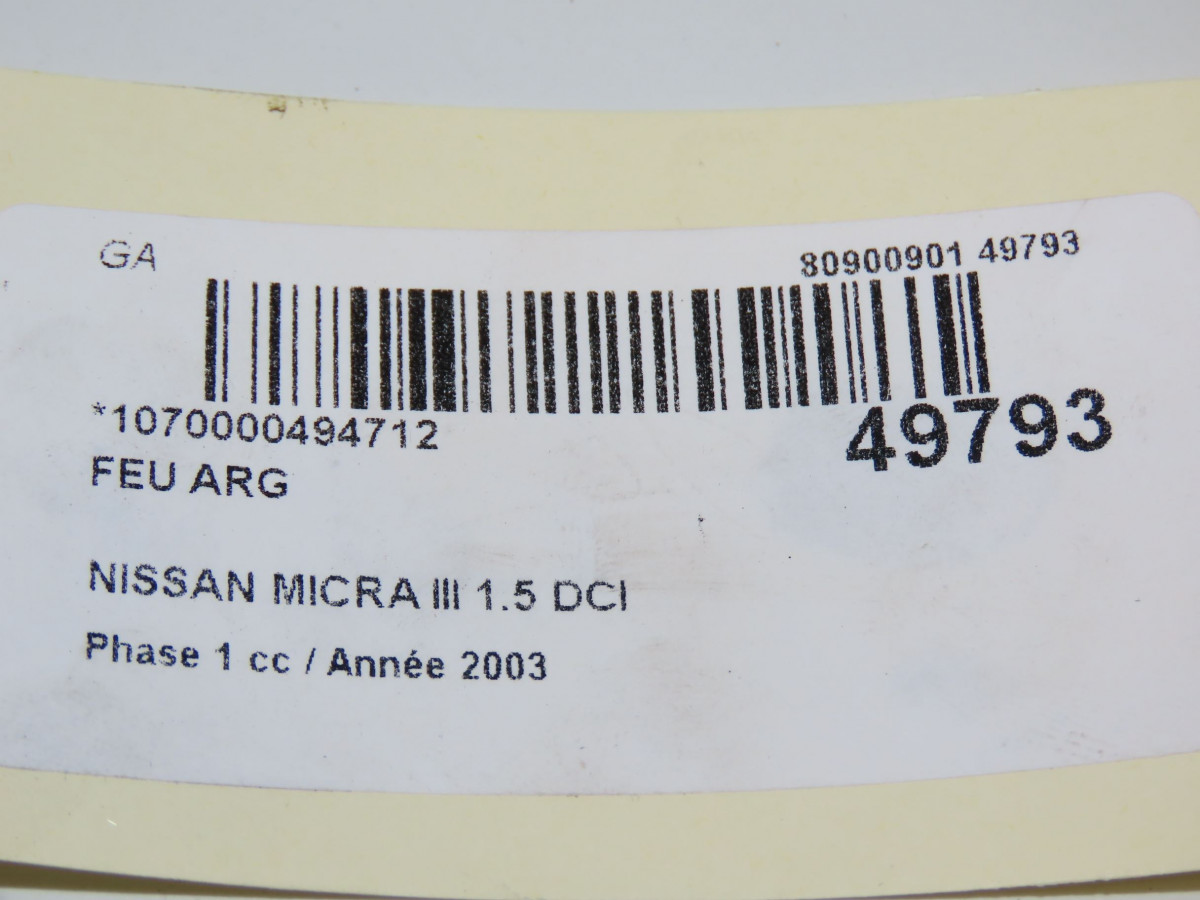 GA
80900901 49793
*1070000494712
49793
FEU ARG
NISSAN MICRA III 1.5 DCI
Phase 1 cc / Année 2003